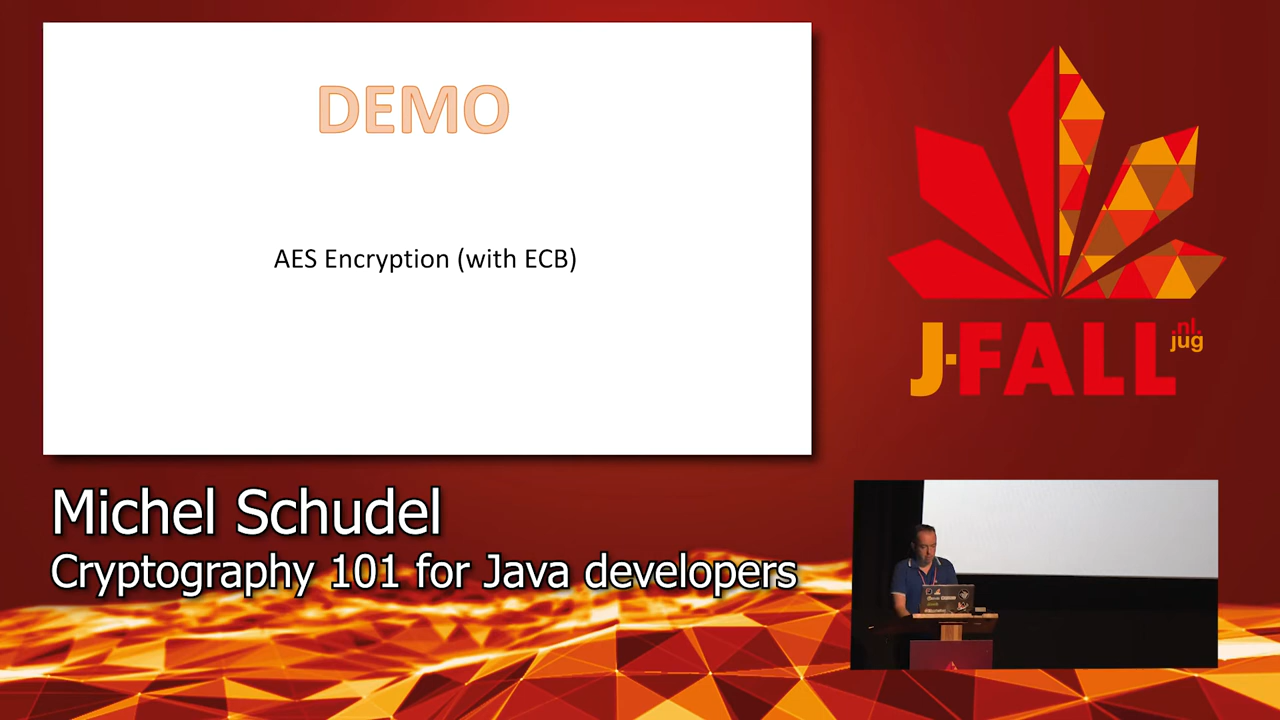 DEMO
AES Encryption (with ECB)
J-FALL
.nl.
jug
Michel Schudel
Cryptography 101 for Java developers